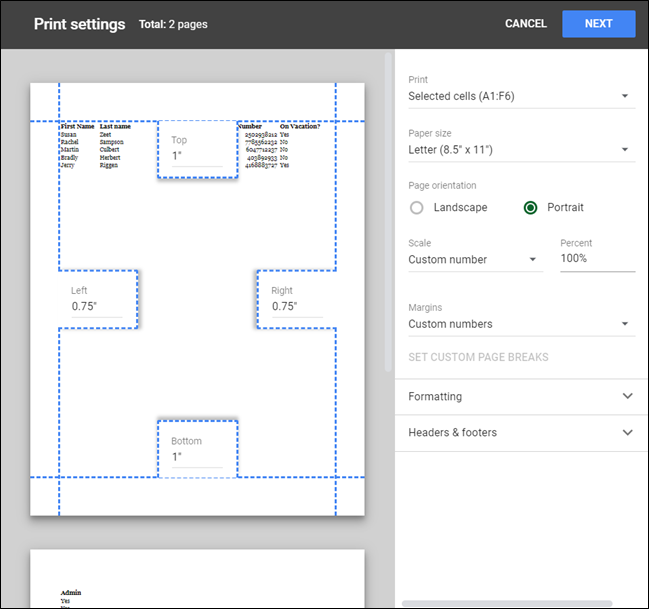 Print settings Total: 2 pages CANCEL NEXT
Print
Selected cells (A1:F6)
Paper size
Letter (8.5" x 11")
Page orientation
Landscape Portrait
Scale Percent
Custom number 100%
Margins
Custom numbers
SET CUSTOM PAGE BREAKS
Formatting
Headers & footers
First Name Last name Number On Vacation?
Susan Zeet 2502938212 Yes
Rachel Sampson 7785562232 No
Martin Culbert 6047712237 No
Bradly Herbert 403892933 No
Jerry Riggen 4168883727 Yes
Top
1"
Left Right
0.75" 0.75"
Bottom
1"
Admin
Yes